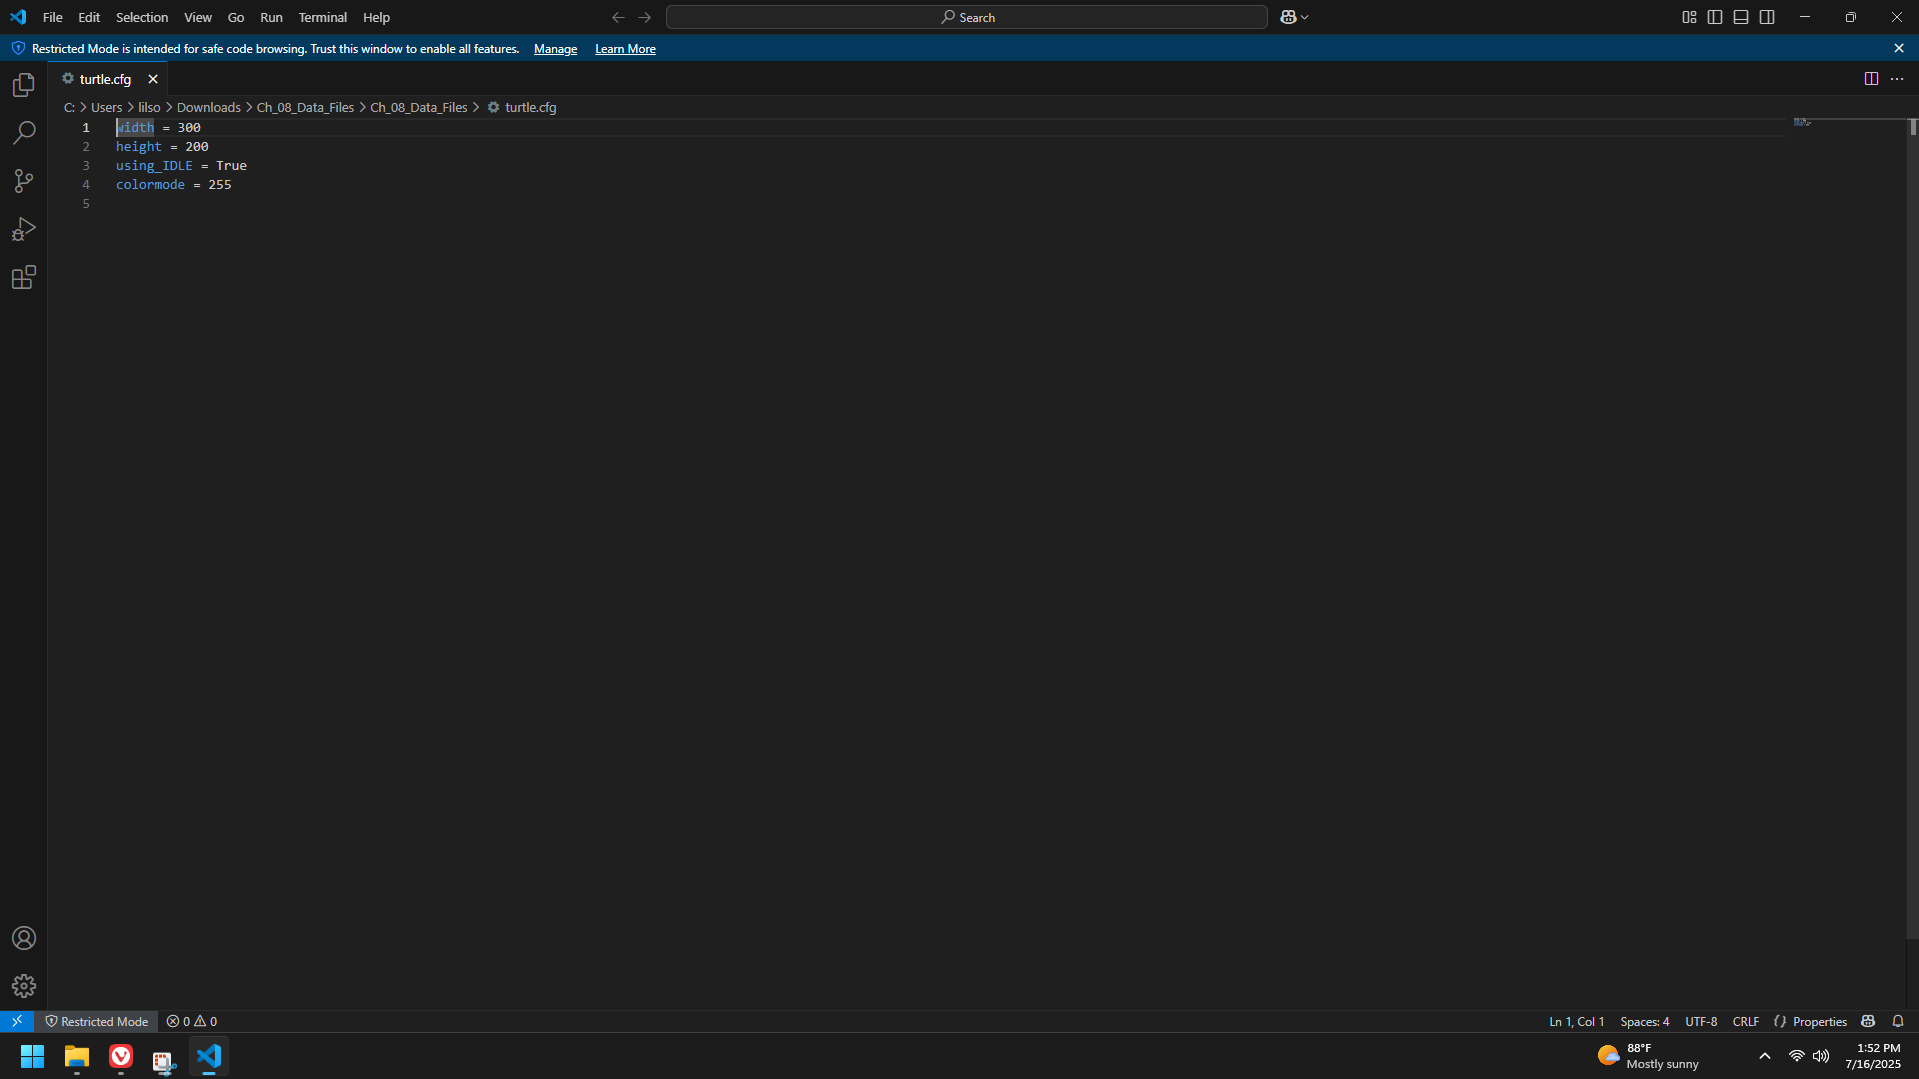 File Edit Selection View Go Run Terminal Help Search
Restricted Mode is intended for safe code browsing. Trust this window to enable all features. Manage Learn More
turtle.cfg
C: > Users > lilso > Downloads > Ch_08_Data_Files > Ch_08_Data_Files > turtle.cfg
1 width = 300
2 height = 200
3 using_IDLE = True
4 colormode = 255
5
Restricted Mode 0 0 Ln 1, Col 1 Spaces: 4 UTF-8 CRLF {} Properties
88°F
Mostly sunny
1:52 PM
7/16/2025